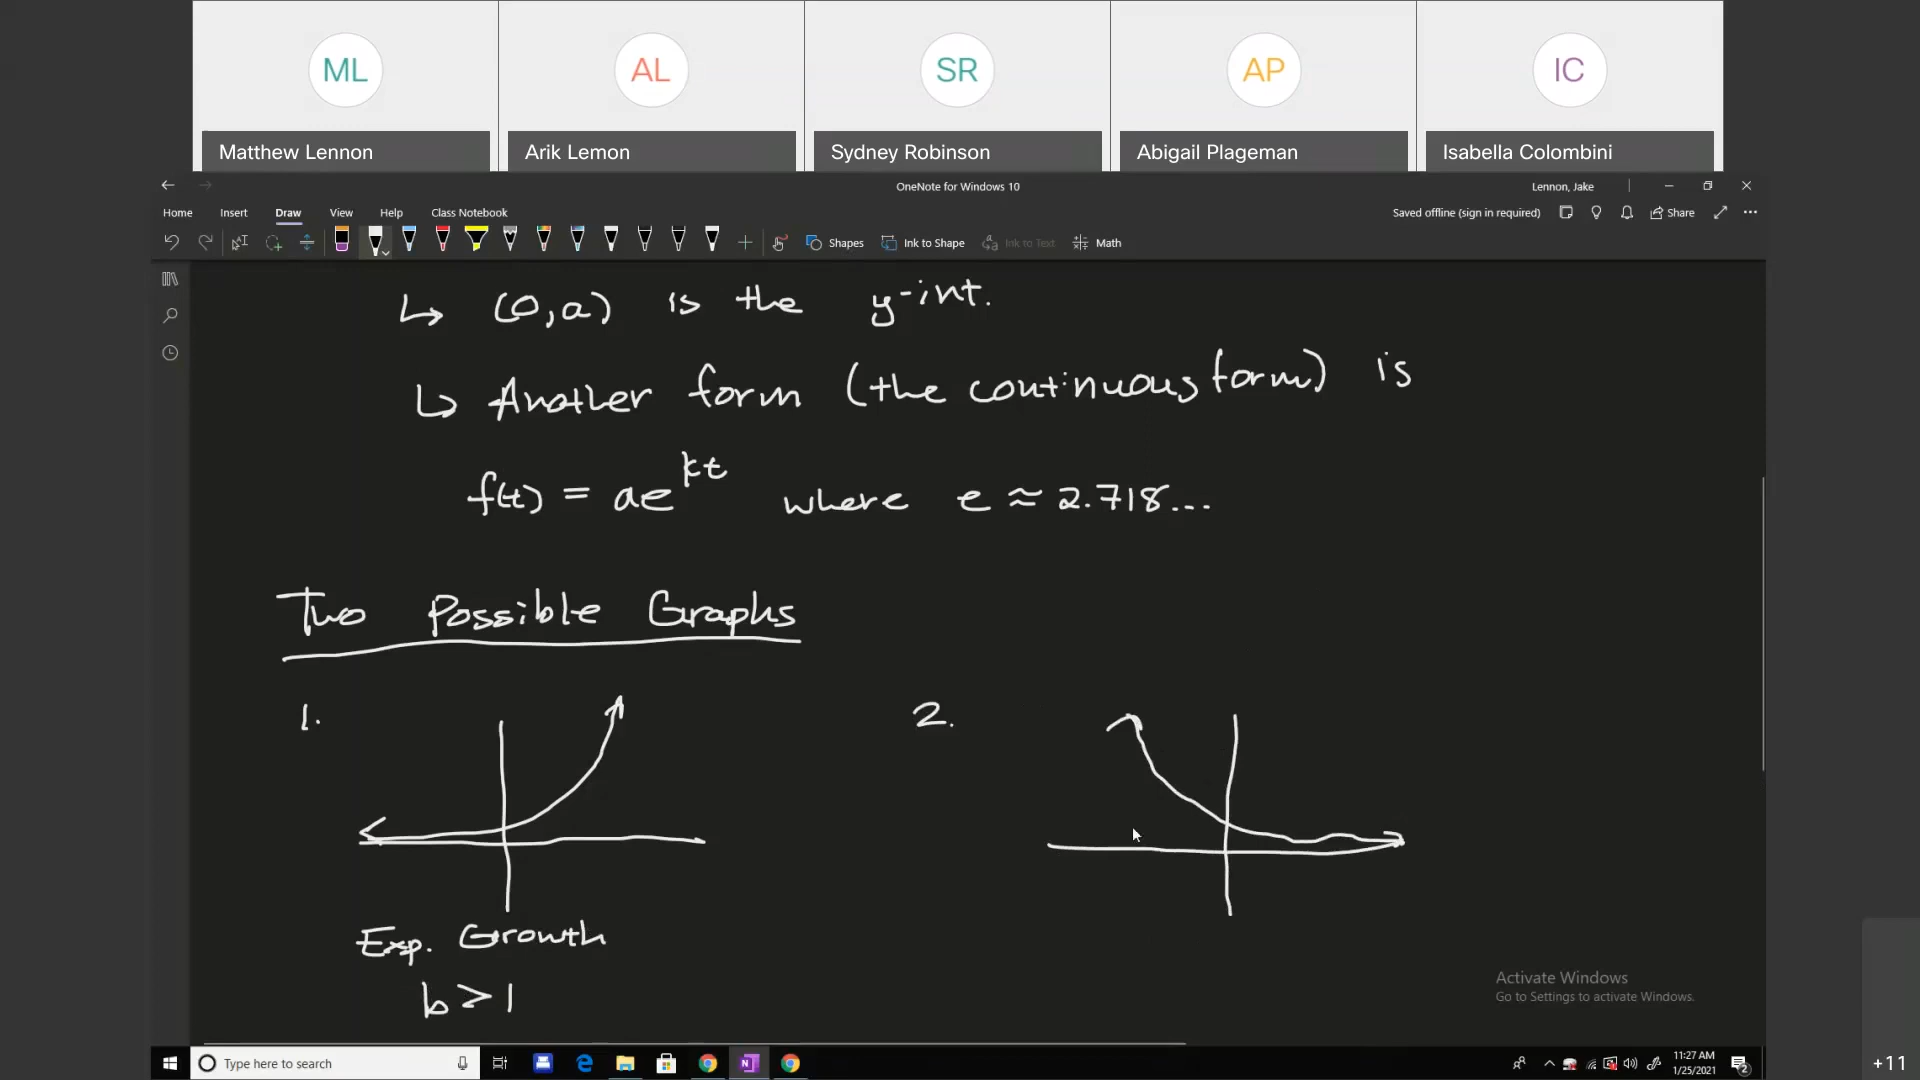 ML AL SR AP IC
Matthew Lennon Arik Lemon Sydney Robinson Abigail Plageman Isabella Colombini
OneNote for Windows 10 Lennon, Jake
Home Insert Draw View Help Class Notebook Saved offline (sign in required) Share
Shapes Ink to Shape Ink to Text Math
↳ (0,a) is the y-int.
↳ Another form (the continuous form) is
f(t) = ae^kt where e ≈ 2.718...
Two Possible Graphs
1. 2.
Exp. Growth
b > 1
Activate Windows
Go to Settings to activate Windows.
Type here to search 11:27 AM
1/25/2021 2
+11